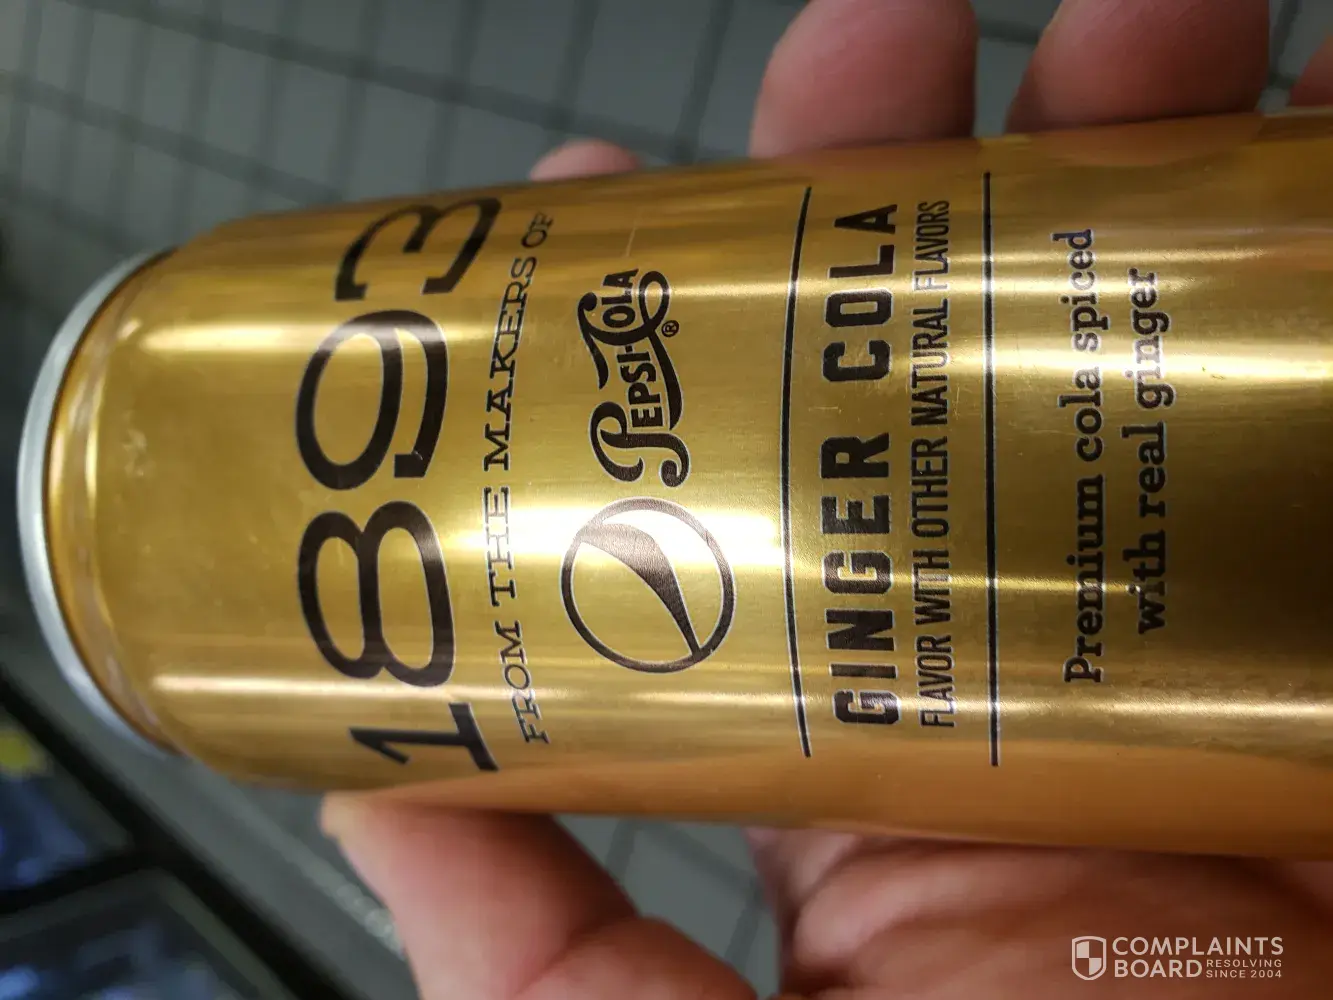 1893
FROM THE MAKERS OF
PEPSI-COLA®
GINGER COLA
FLAVOR WITH OTHER NATURAL FLAVORS
Premium cola spiced
with real ginger
COMPLAINTS
BOARD RESOLVING
SINCE 2004